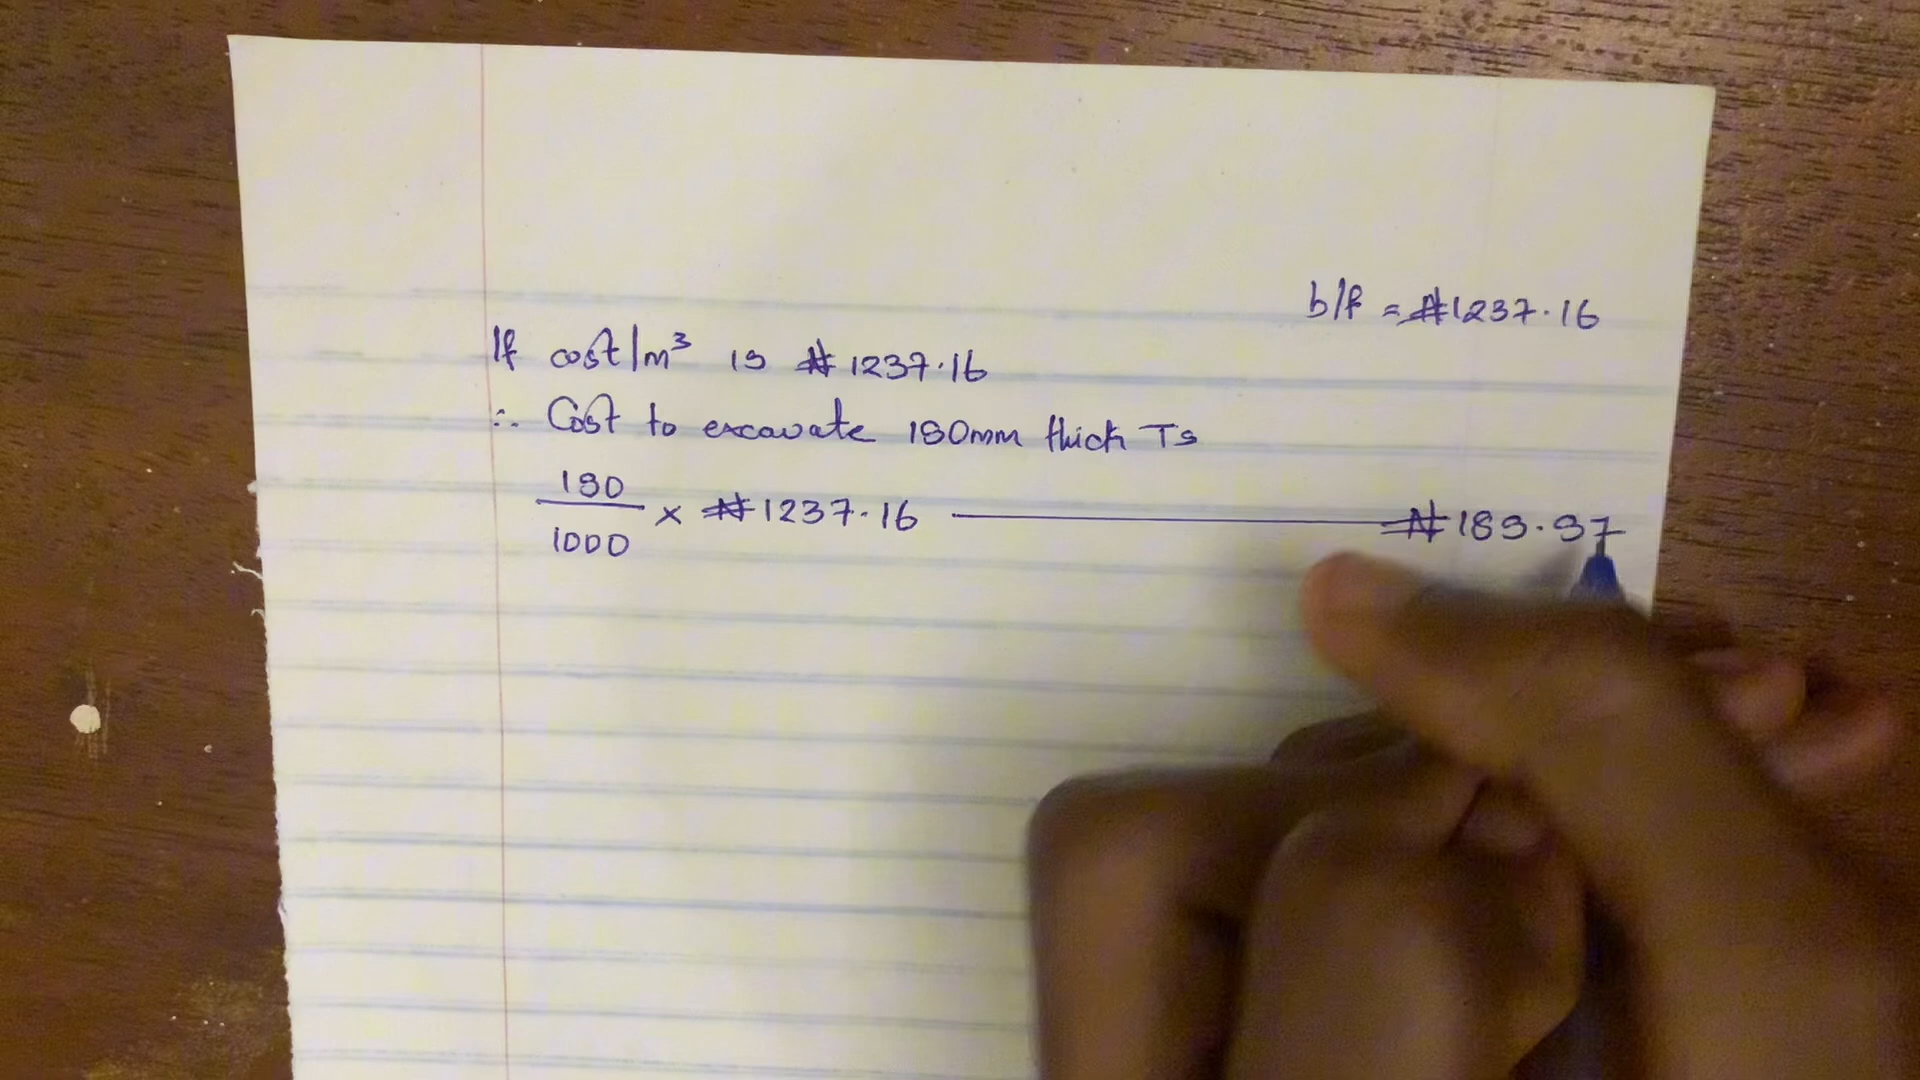 b/f = ₦1237.16
If cost/m³ is ₦1237.16
∴ Cost to excavate 150mm thick Ts
150/1000 × ₦1237.16 — ₦185.57